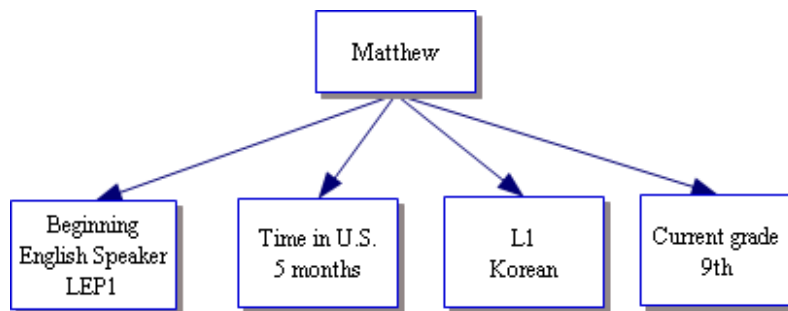 Matthew
Beginning
English Speaker
LEP1
Time in U.S.
5 months
L1
Korean
Current grade
9th